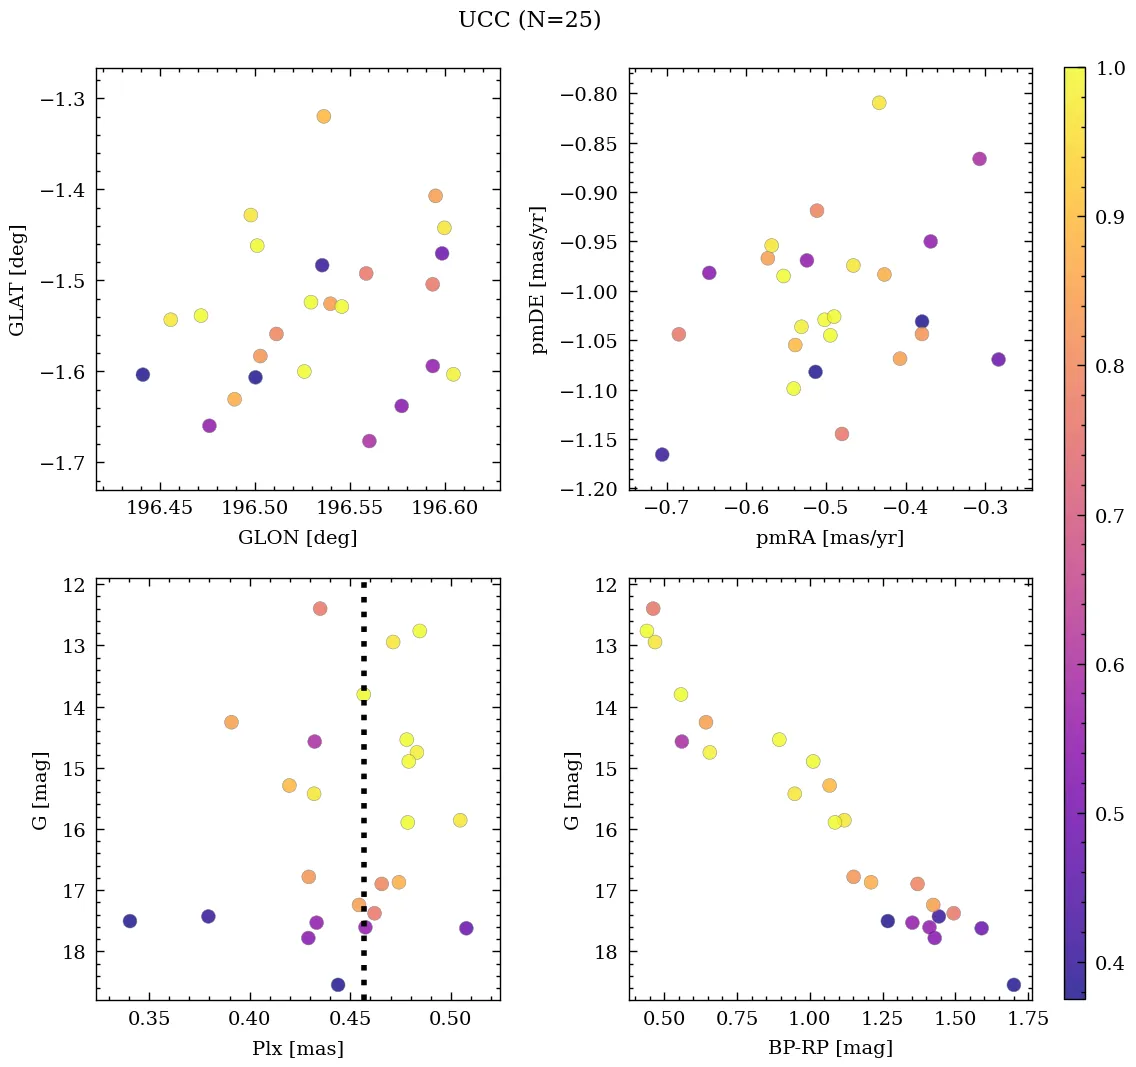 UCC (N=25)
−1.3
−1.4
−1.5
−1.6
−1.7
GLAT [deg]
196.45 196.50 196.55 196.60
GLON [deg]
−0.80
−0.85
−0.90
−0.95
−1.00
−1.05
−1.10
−1.15
−1.20
pmDE [mas/yr]
−0.7 −0.6 −0.5 −0.4 −0.3
pmRA [mas/yr]
1.0
0.9
0.8
0.7
0.6
0.5
0.4
12
13
14
15
16
17
18
G [mag]
0.35 0.40 0.45 0.50
Plx [mas]
12
13
14
15
16
17
18
G [mag]
0.50 0.75 1.00 1.25 1.50 1.75
BP-RP [mag]